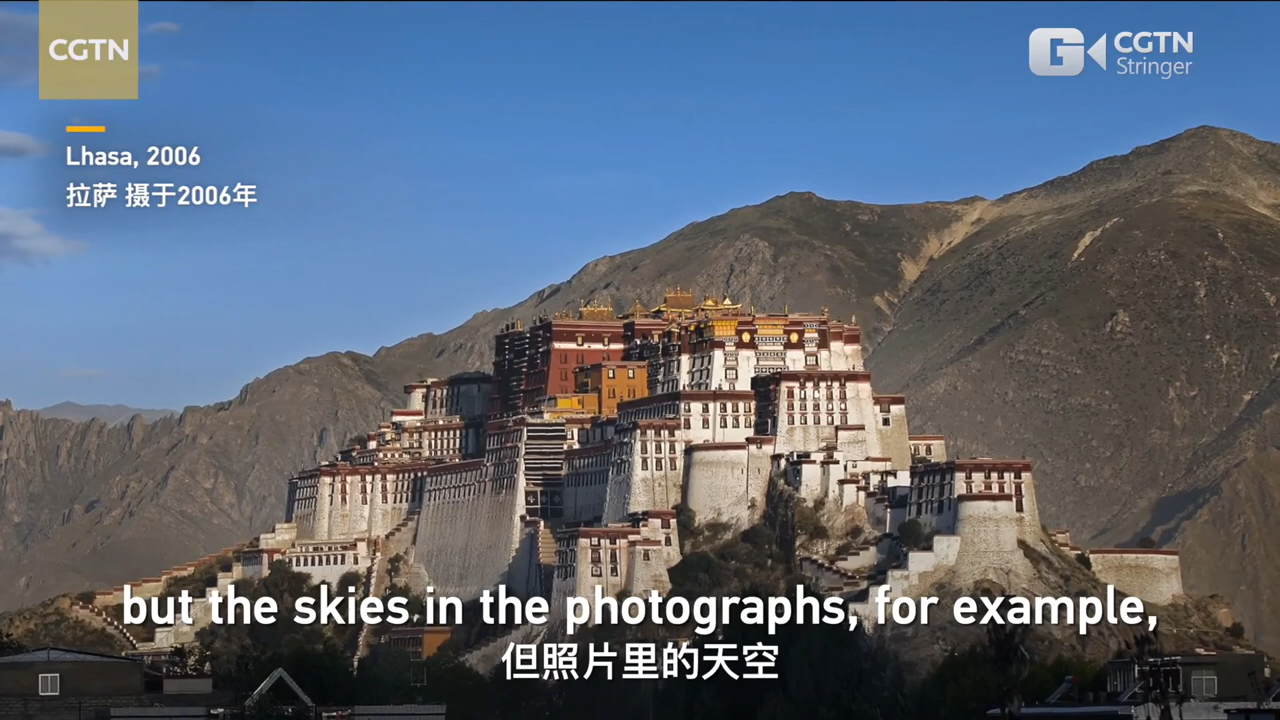 CGTN
CGTN
Stringer
Lhasa, 2006
拉萨 摄于2006年
but the skies in the photographs, for example,
但照片里的天空